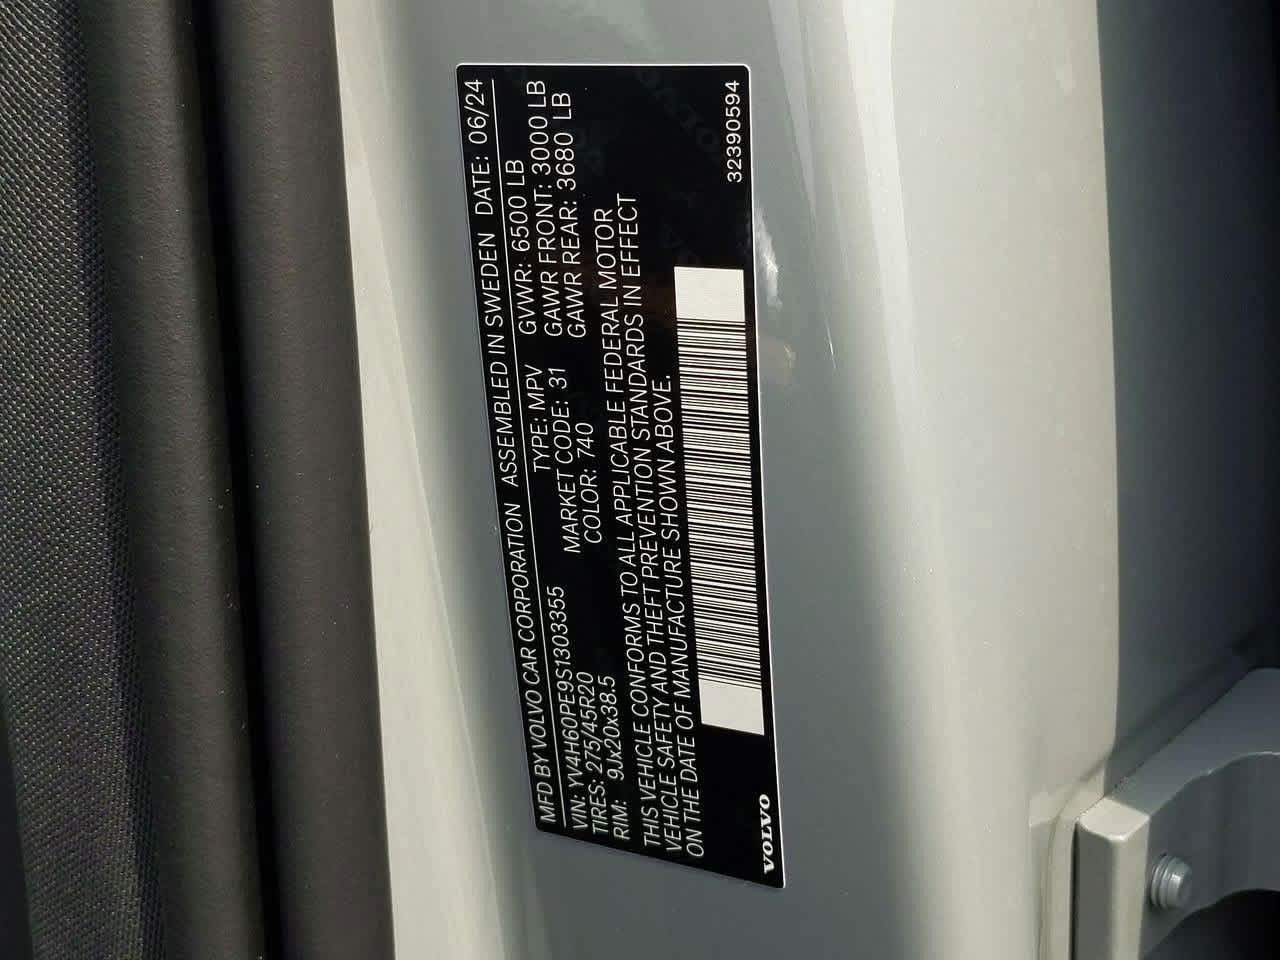 MFD BY VOLVO CAR CORPORATION ASSEMBLED IN SWEDEN DATE: 06/24
VIN: YV4H60PE9S1303355 TYPE: MPV GVWR: 6500 LB
TIRES: 275/45R20 MARKET CODE: 31 GAWR FRONT: 3000 LB
RIM: 9Jx20x38.5 COLOR: 740 GAWR REAR: 3680 LB
THIS VEHICLE CONFORMS TO ALL APPLICABLE FEDERAL MOTOR
VEHICLE SAFETY AND THEFT PREVENTION STANDARDS IN EFFECT
ON THE DATE OF MANUFACTURE SHOWN ABOVE.
VOLVO 32390594